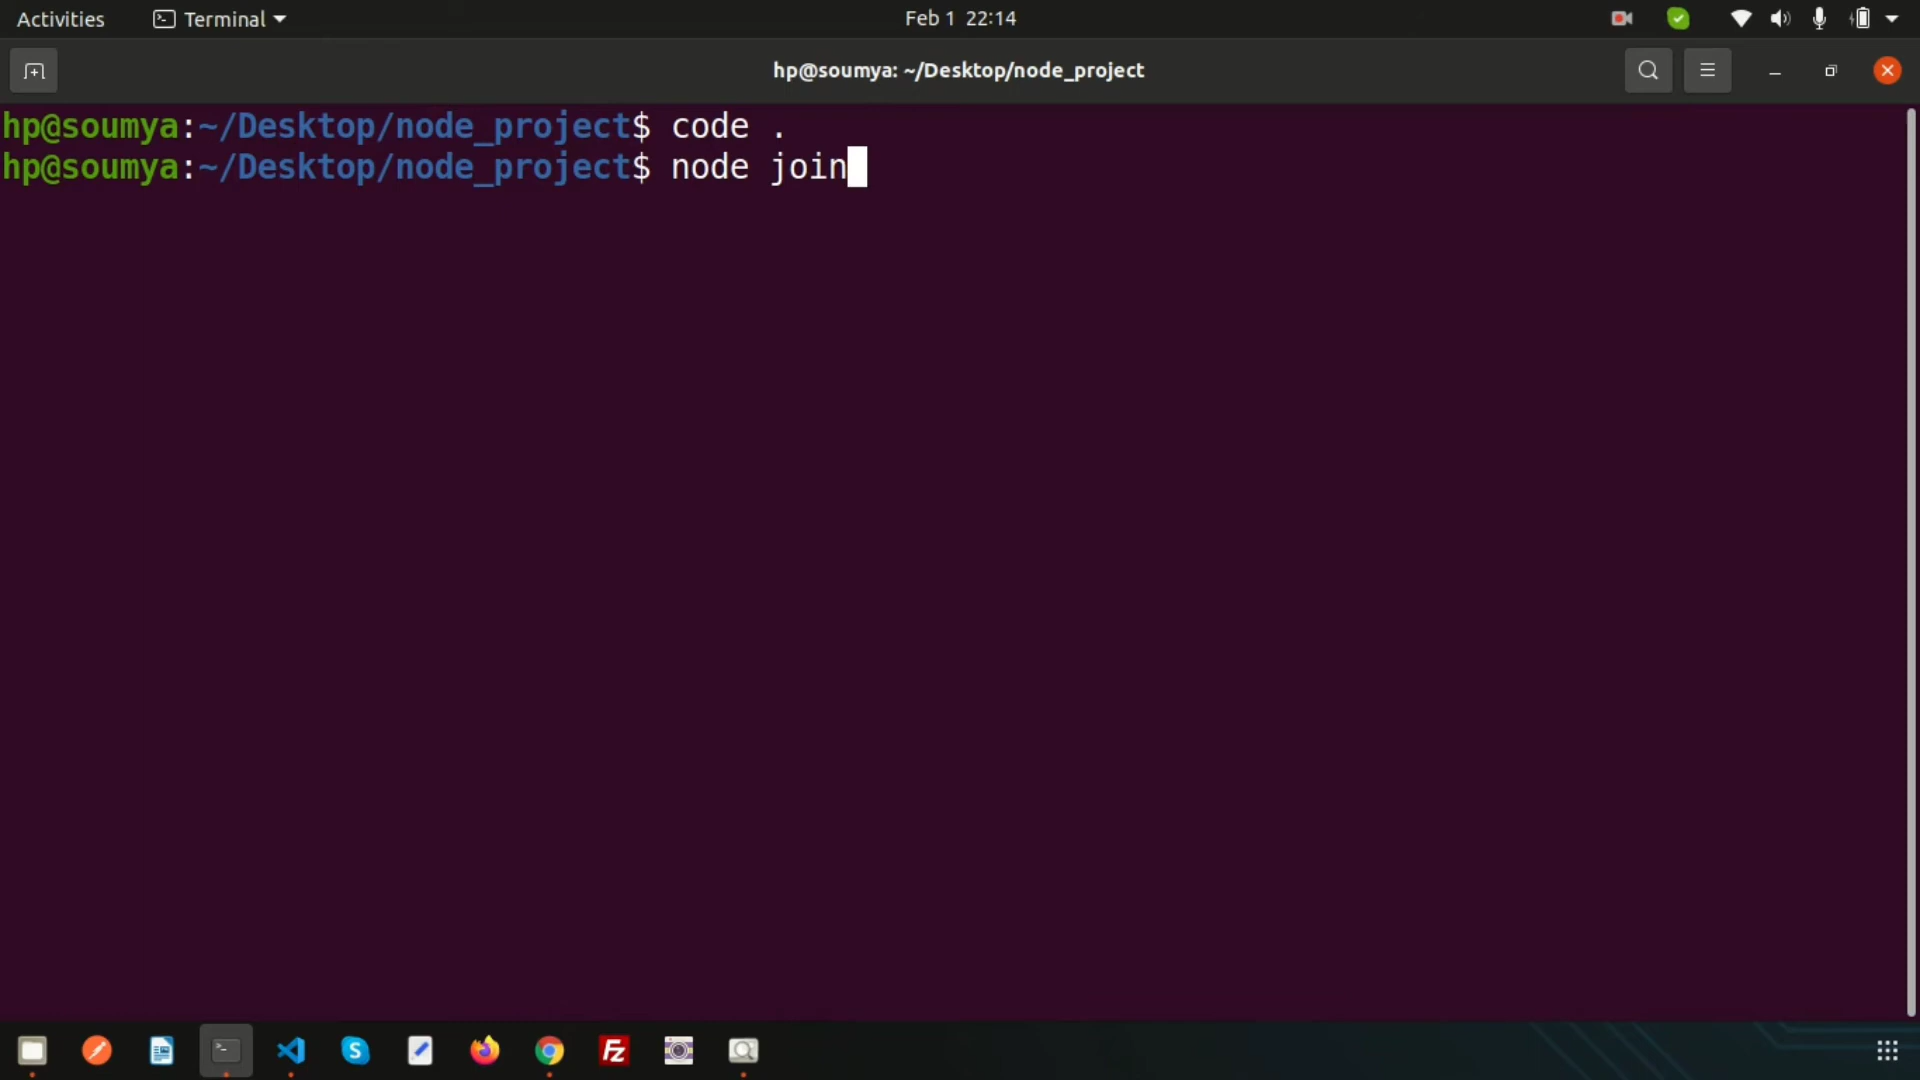 Activities Terminal Feb 1 22:14
hp@soumya: ~/Desktop/node_project
hp@soumya:~/Desktop/node_project$ code .
hp@soumya:~/Desktop/node_project$ node join